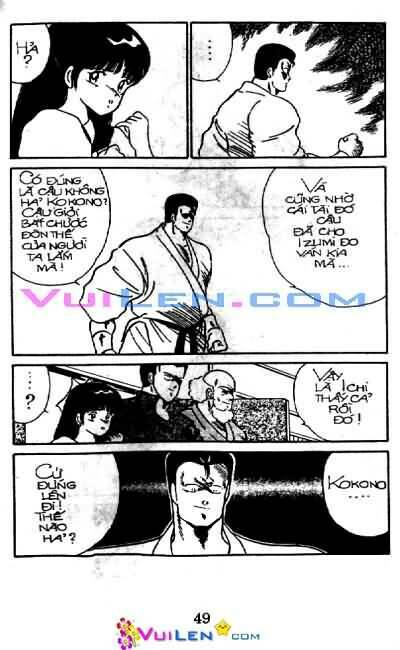 HẢ
?
....
CÓ ĐÚNG
LÀ CẬU KHÔNG
HẢ? KOKONO?
CẬU GIỎI
BẮT CHƯỚC
ĐÒN THẾ
CỦA NGƯỜI
TA LẮM
MÀ!
VẢ
CŨNG NHỜ
CÁI TÀI ĐÓ
CẬU
ĐÃ CHO
IZUMI ĐO
VÁN KÌA
MÀ...
VUILEN.COM
....
?
VẬY
LÀ ICHI
THẤY CẢ
RỒI
ĐÓ!
CỨ
ĐỨNG
LÊN
ĐI!
THẾ
NÀO
HẢ?
KOKONO
....
49
VUILEN.COM